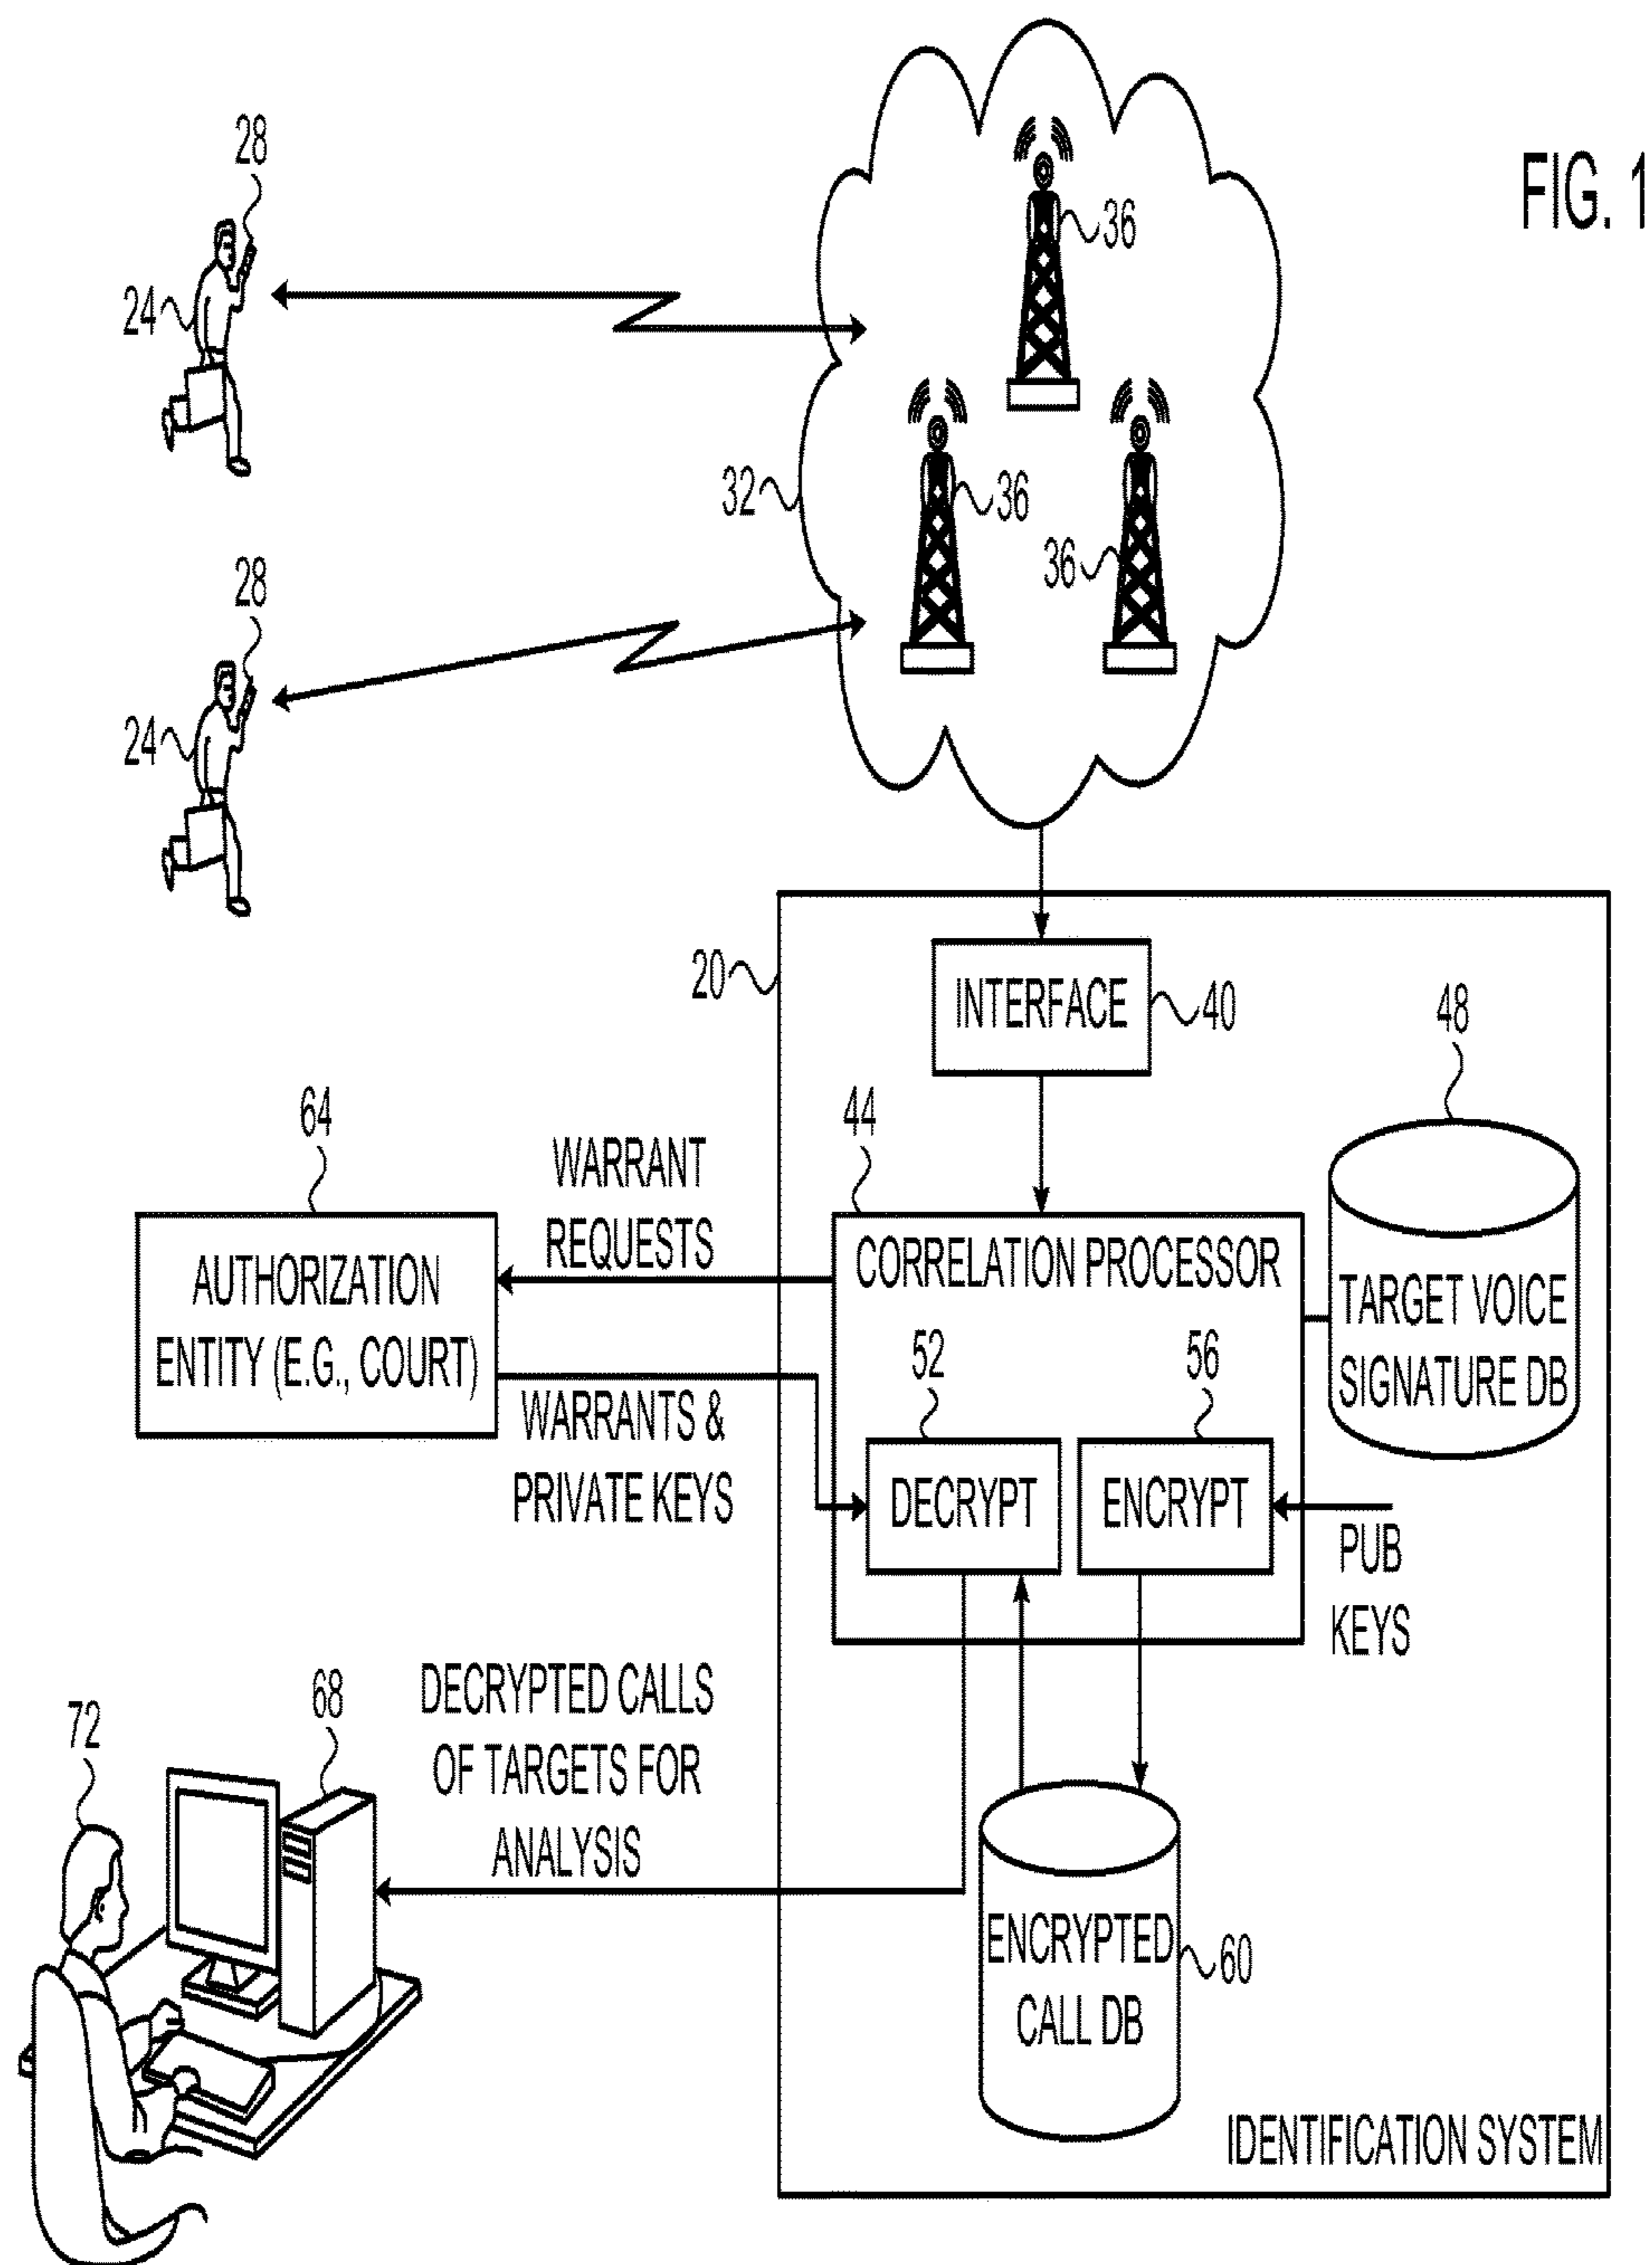 FIG. 1
28
24
36
32
36
36
28
24
20
INTERFACE
40
48
64
44
WARRANT
REQUESTS
AUTHORIZATION
ENTITY (E.G., COURT)
CORRELATION PROCESSOR
TARGET VOICE
SIGNATURE DB
52
56
WARRANTS &
PRIVATE KEYS
DECRYPT
ENCRYPT
PUB
KEYS
72
68
DECRYPTED CALLS
OF TARGETS FOR
ANALYSIS
ENCRYPTED
CALL DB
60
IDENTIFICATION SYSTEM